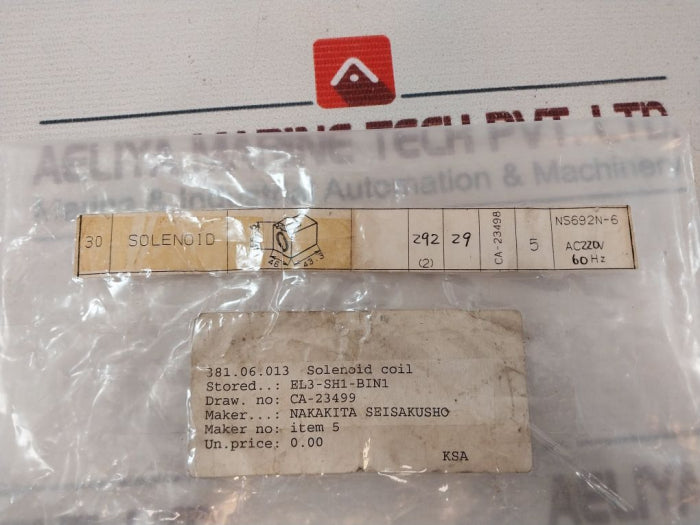 AELIYA MARINE TECH PVT. LTD.
Marine & Industrial Automation & Machinery
30 SOLENOID 292 (2) 29 CA-23498 5 NS692N-6 AC220V 60Hz
381.06.013 Solenoid coil
Stored..: EL3-SH1-BIN1
Draw. no: CA-23499
Maker...: NAKAKITA SEISAKUSHO
Maker no: item 5
Un.price: 0.00
KSA